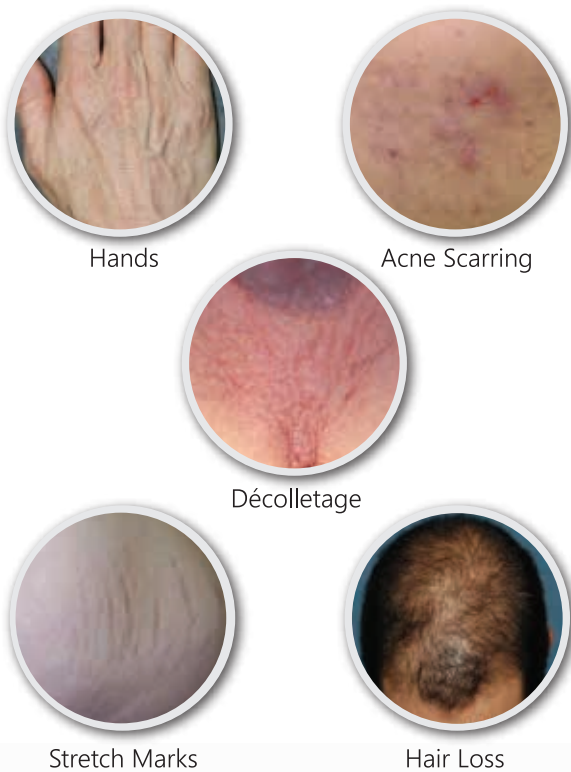 Hands
Acne Scarring
Décolletage
Stretch Marks
Hair Loss